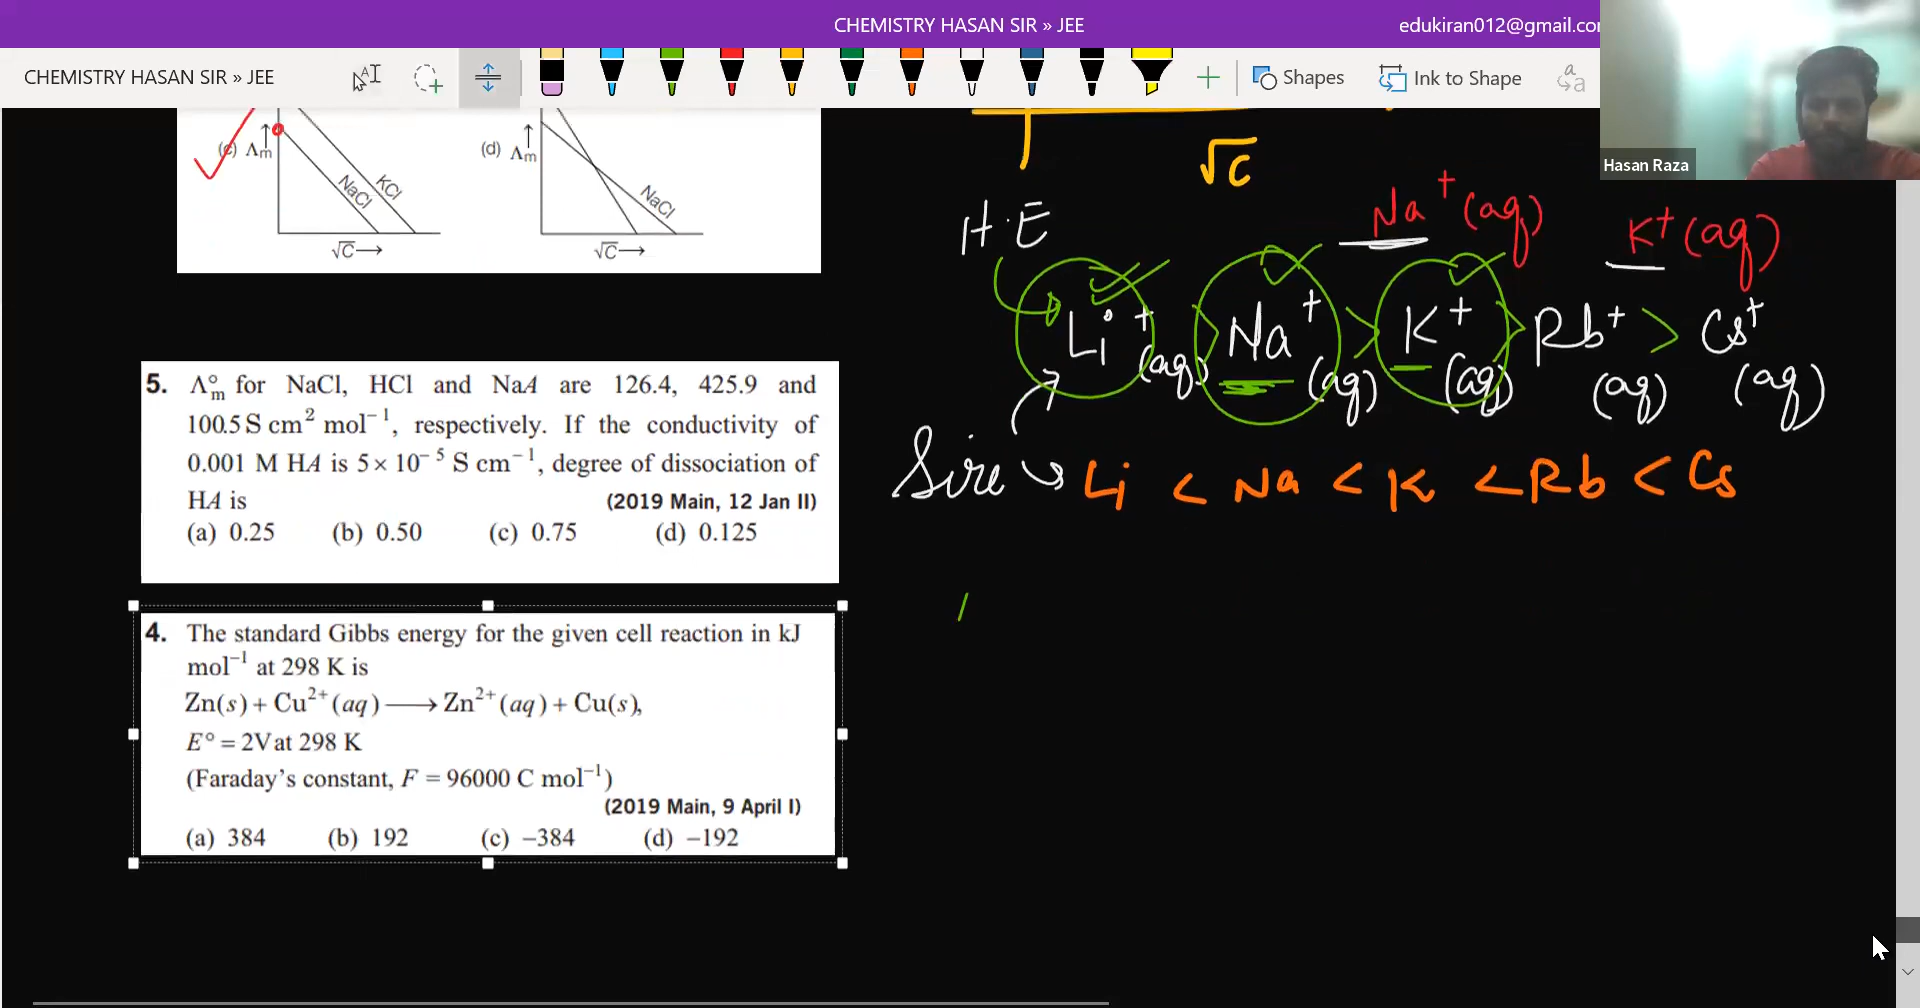 CHEMISTRY HASAN SIR » JEE
edukiran012@gmail.co
CHEMISTRY HASAN SIR » JEE
Shapes
Ink to Shape
Hasan Raza
(c) Λm
NaCl
KCl
√C
(d) Λm
NaCl
√C
√C
H.E
Na+(aq)
K+(aq)
Li+(aq) > Na+(aq) > K+(aq) > Rb+(aq) > Cs+(aq)
Size Li < Na < K < Rb < Cs
5. Λ°m for NaCl, HCl and NaA are 126.4, 425.9 and
100.5 S cm² mol⁻¹, respectively. If the conductivity of
0.001 M HA is 5× 10⁻⁵ S cm⁻¹, degree of dissociation of
HA is (2019 Main, 12 Jan II)
(a) 0.25 (b) 0.50 (c) 0.75 (d) 0.125
4. The standard Gibbs energy for the given cell reaction in kJ
mol⁻¹ at 298 K is
Zn(s) + Cu²⁺(aq) ⟶ Zn²⁺(aq) + Cu(s),
E° = 2V at 298 K
(Faraday's constant, F = 96000 C mol⁻¹)
(2019 Main, 9 April I)
(a) 384 (b) 192 (c) –384 (d) –192